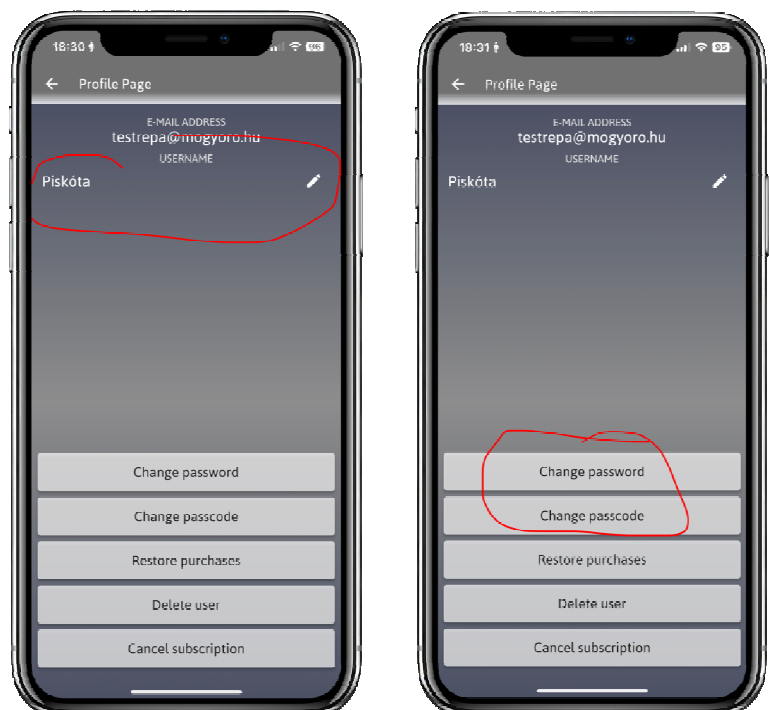 18:30
96
Profile Page
E-MAIL ADDRESS
testrepa@mogyoro.hu
USERNAME
Piskóta
Change password
Change passcode
Restore purchases
Delete user
Cancel subscription
18:31
95
Profile Page
E-MAIL ADDRESS
testrepa@mogyoro.hu
USERNAME
Piskóta
Change password
Change passcode
Restore purchases
Delete user
Cancel subscription